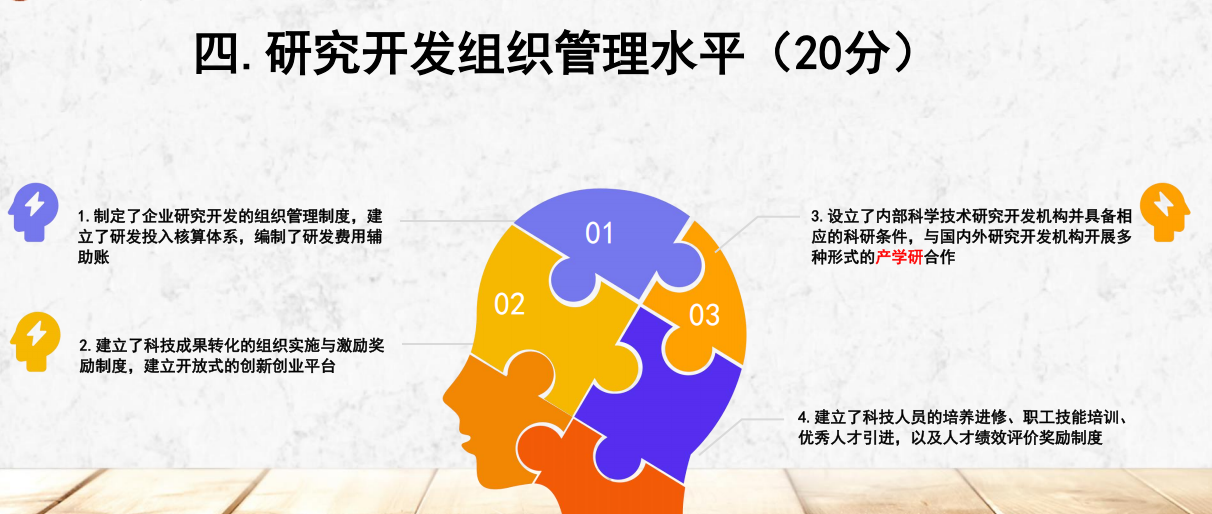 四.研究开发组织管理水平（20分）
1.制定了企业研究开发的组织管理制度，建
立了研发投入核算体系，编制了研发费用辅
助账
2.建立了科技成果转化的组织实施与激励奖
励制度，建立开放式的创新创业平台
01
02
03
3.设立了内部科学技术研究开发机构并具备相
应的科研条件，与国内外研究开发机构开展多
种形式的产学研合作
4.建立了科技人员的培养进修、职工技能培训、
优秀人才引进，以及人才绩效评价奖励制度